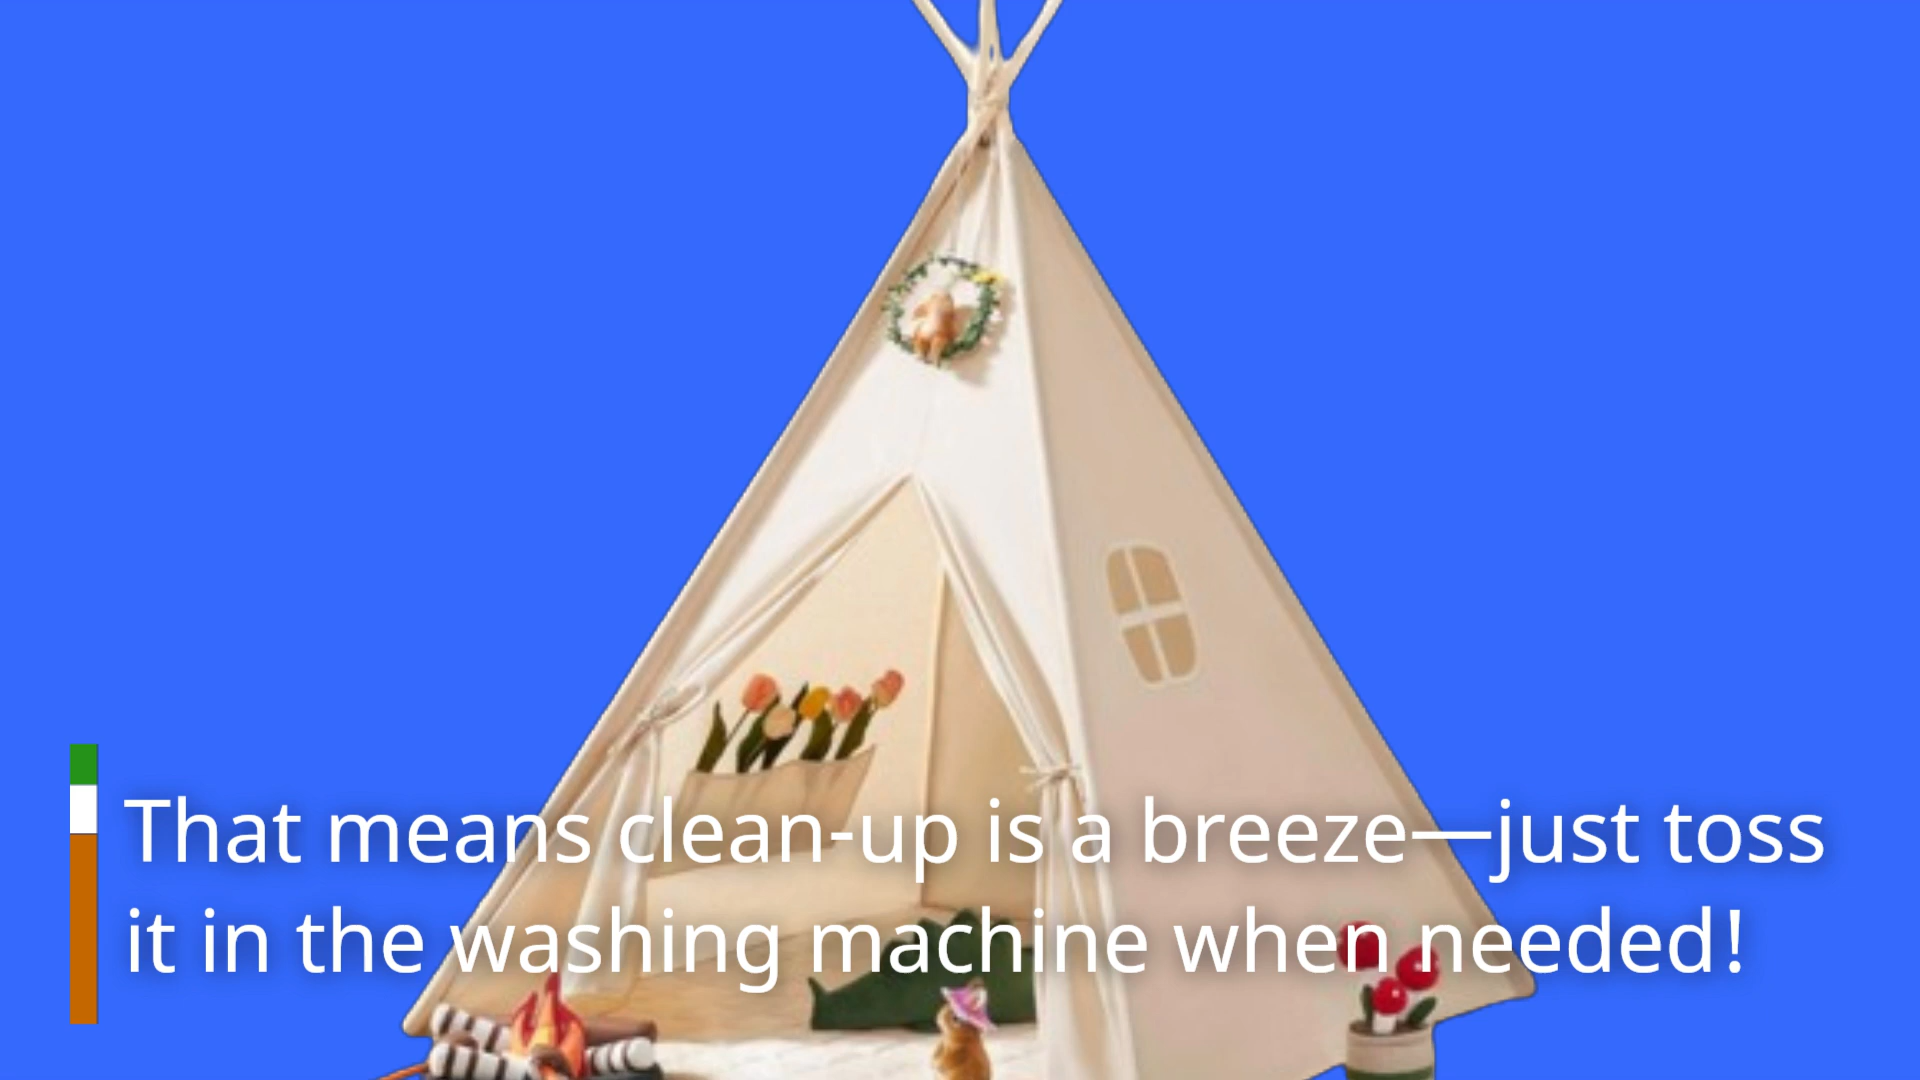 That means clean-up is a breeze—just toss
it in the washing machine when needed!